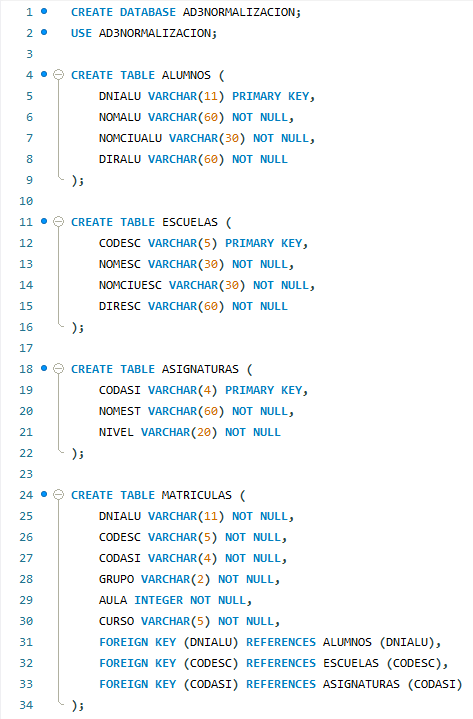 1 CREATE DATABASE AD3NORMALIZACION;
2 USE AD3NORMALIZACION;
3
4 CREATE TABLE ALUMNOS (
5 DNIALU VARCHAR(11) PRIMARY KEY,
6 NOMALU VARCHAR(60) NOT NULL,
7 NOMCIUALU VARCHAR(30) NOT NULL,
8 DIRALU VARCHAR(60) NOT NULL
9 );
10
11 CREATE TABLE ESCUELAS (
12 CODESC VARCHAR(5) PRIMARY KEY,
13 NOMESC VARCHAR(30) NOT NULL,
14 NOMCIUESC VARCHAR(30) NOT NULL,
15 DIRESC VARCHAR(60) NOT NULL
16 );
17
18 CREATE TABLE ASIGNATURAS (
19 CODASI VARCHAR(4) PRIMARY KEY,
20 NOMEST VARCHAR(60) NOT NULL,
21 NIVEL VARCHAR(20) NOT NULL
22 );
23
24 CREATE TABLE MATRICULAS (
25 DNIALU VARCHAR(11) NOT NULL,
26 CODESC VARCHAR(5) NOT NULL,
27 CODASI VARCHAR(4) NOT NULL,
28 GRUPO VARCHAR(2) NOT NULL,
29 AULA INTEGER NOT NULL,
30 CURSO VARCHAR(5) NOT NULL,
31 FOREIGN KEY (DNIALU) REFERENCES ALUMNOS (DNIALU),
32 FOREIGN KEY (CODESC) REFERENCES ESCUELAS (CODESC),
33 FOREIGN KEY (CODASI) REFERENCES ASIGNATURAS (CODASI)
34 );